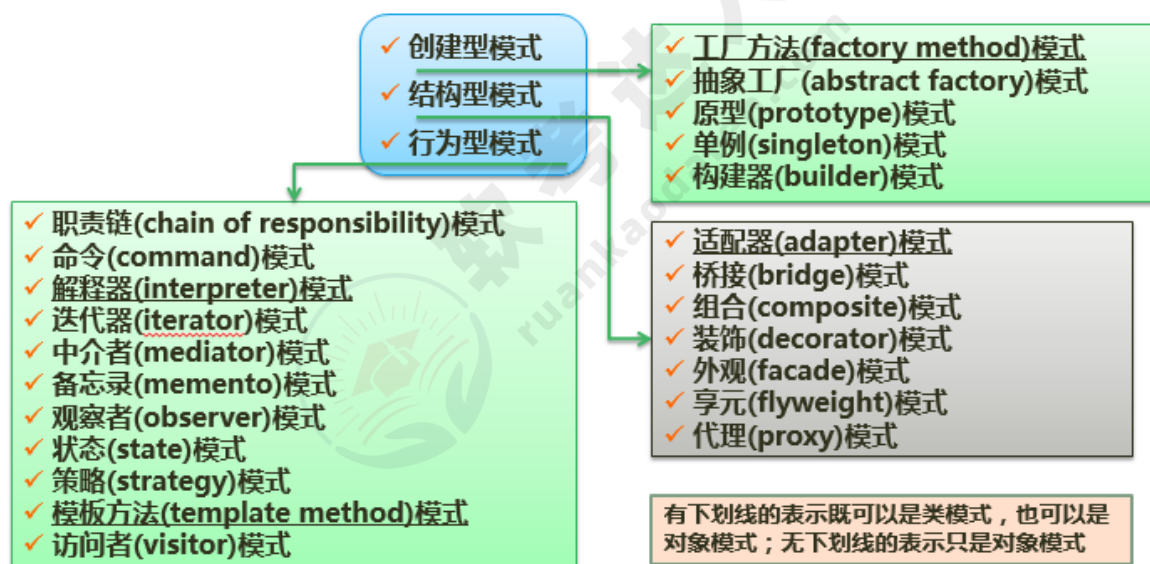 创建型模式
结构型模式
行为型模式
工厂方法(factory method)模式
抽象工厂(abstract factory)模式
原型(prototype)模式
单例(singleton)模式
构建器(builder)模式
职责链(chain of responsibility)模式
命令(command)模式
解释器(interpreter)模式
迭代器(iterator)模式
中介者(mediator)模式
备忘录(memento)模式
观察者(observer)模式
状态(state)模式
策略(strategy)模式
模板方法(template method)模式
访问者(visitor)模式
适配器(adapter)模式
桥接(bridge)模式
组合(composite)模式
装饰(decorator)模式
外观(facade)模式
享元(flyweight)模式
代理(proxy)模式
有下划线的表示既可以是类模式，也可以是
对象模式；无下划线的表示只是对象模式
软考达